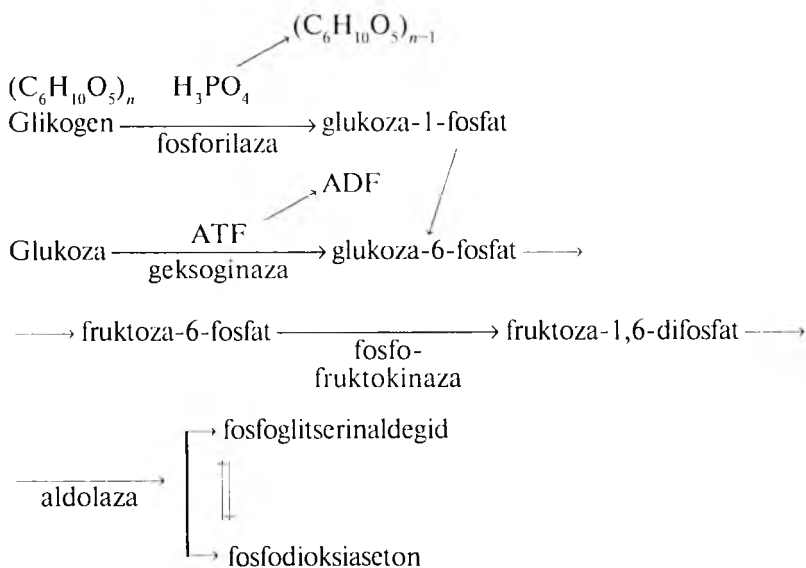 (C₆H₁₀O₅)ₙ₋₁
(C₆H₁₀O₅)ₙ H₃PO₄
Glikogen → glukoza-1-fosfat
fosforilaza
ADF
ATF
Glukoza → glukoza-6-fosfat →
geksoginaza
→ fruktoza-6-fosfat → fruktoza-1,6-difosfat →
fosfo-
fruktokinaza
fosfoglitserinaldegid
aldolaza
fosfodioksiaseton